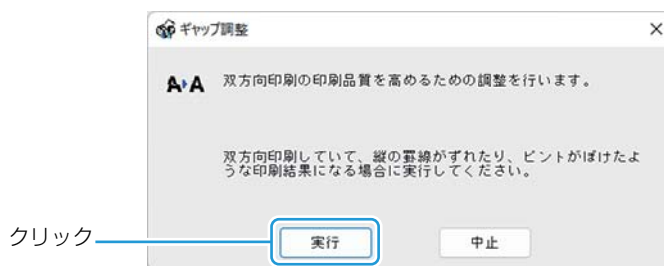 ギャップ調整
A A
双方向印刷の印刷品質を高めるための調整を行います。
双方向印刷していて、縦の罫線がずれたり、ピントがぼけたよ
うな印刷結果になる場合に実行してください。
クリック
実行
中止